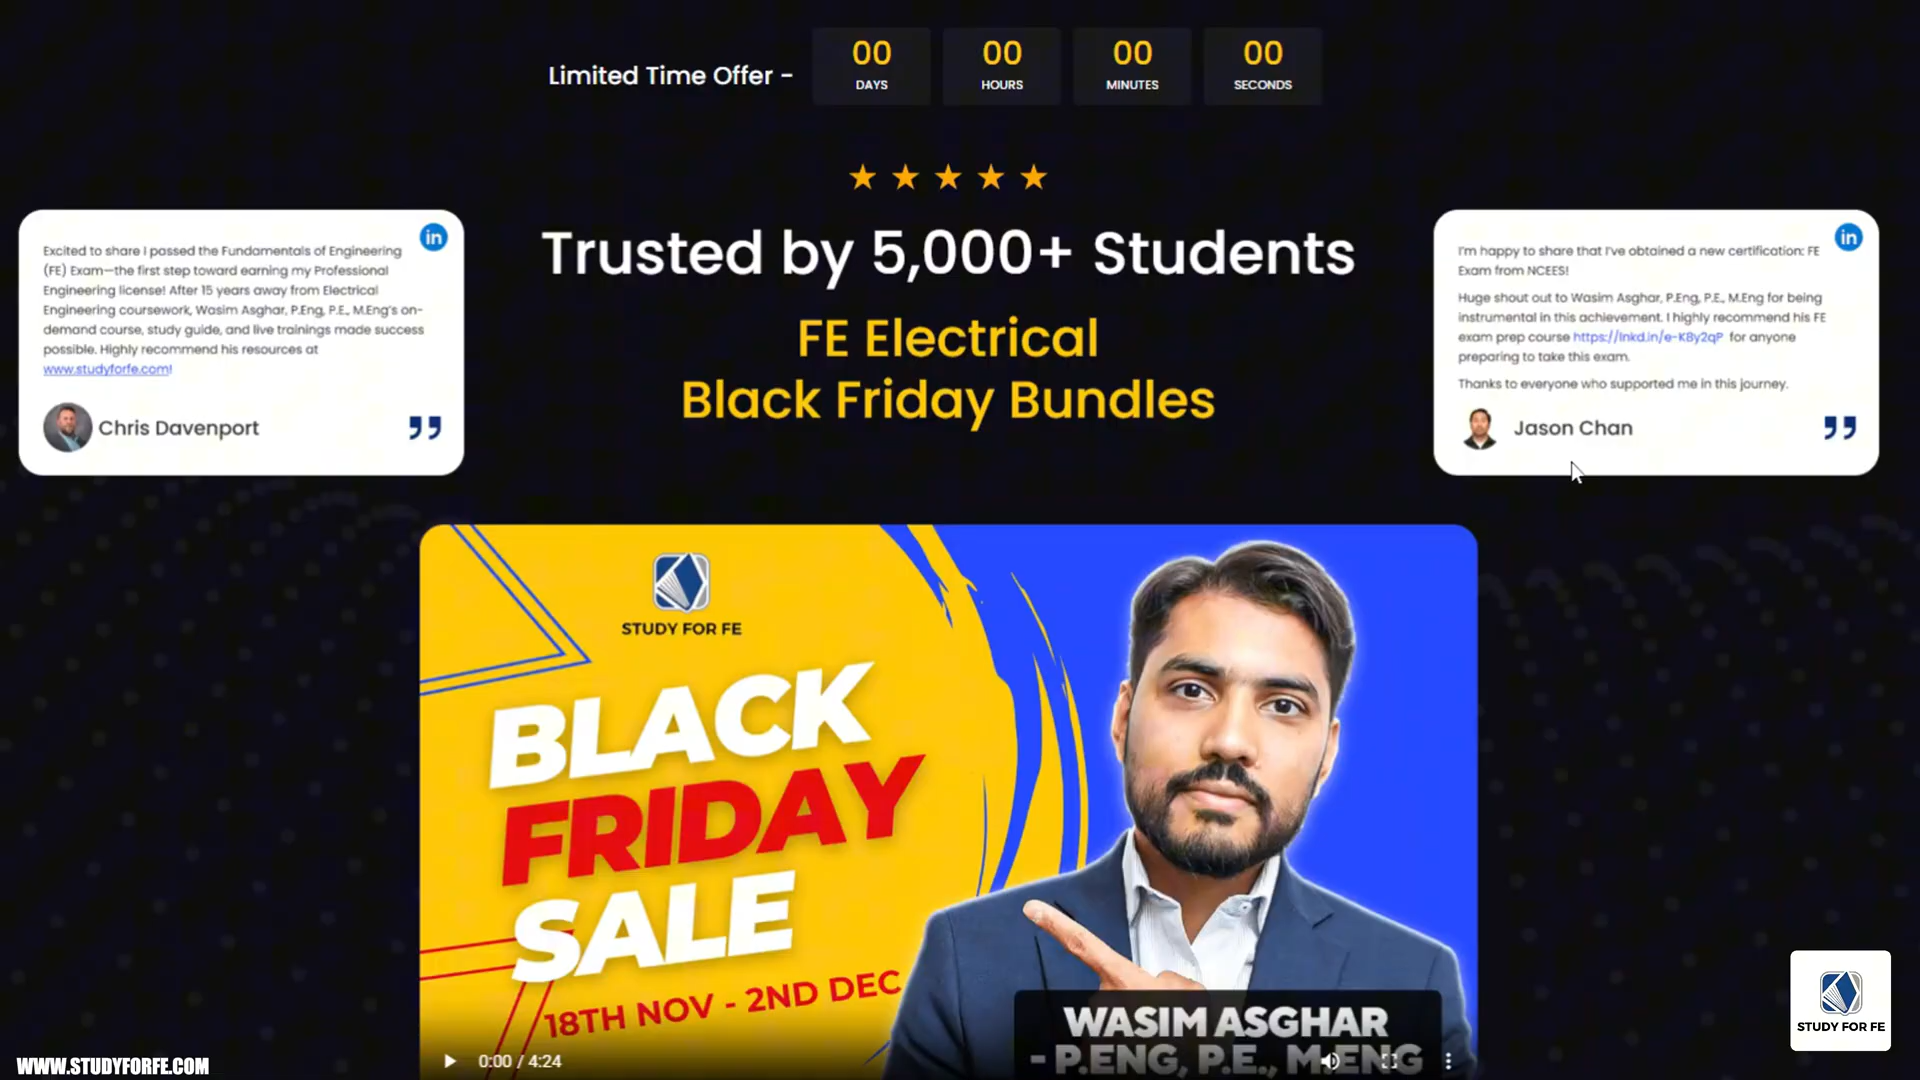 Limited Time Offer -
00 DAYS
00 HOURS
00 MINUTES
00 SECONDS
Trusted by 5,000+ Students
FE Electrical
Black Friday Bundles
Excited to share I passed the Fundamentals of Engineering
(FE) Exam—the first step toward earning my Professional
Engineering license! After 15 years away from Electrical
Engineering coursework, Wasim Asghar, P.Eng, P.E., M.Eng's on-
demand course, study guide, and live trainings made success
possible. Highly recommend his resources at
www.studyforfe.com!
Chris Davenport
in
I'm happy to share that I've obtained a new certification: FE
Exam from NCEES!
Huge shout out to Wasim Asghar, P.Eng, P.E., M.Eng for being
instrumental in this achievement. I highly recommend his FE
exam prep course https://lnkd.in/e-K8y2qP for anyone
preparing to take this exam.
Thanks to everyone who supported me in this journey.
Jason Chan
in
STUDY FOR FE
BLACK
FRIDAY
SALE
18TH NOV - 2ND DEC
WASIM ASGHAR
- P.ENG, P.E., M.ENG
0:00 / 4:24
WWW.STUDYFORFE.COM
STUDY FOR FE